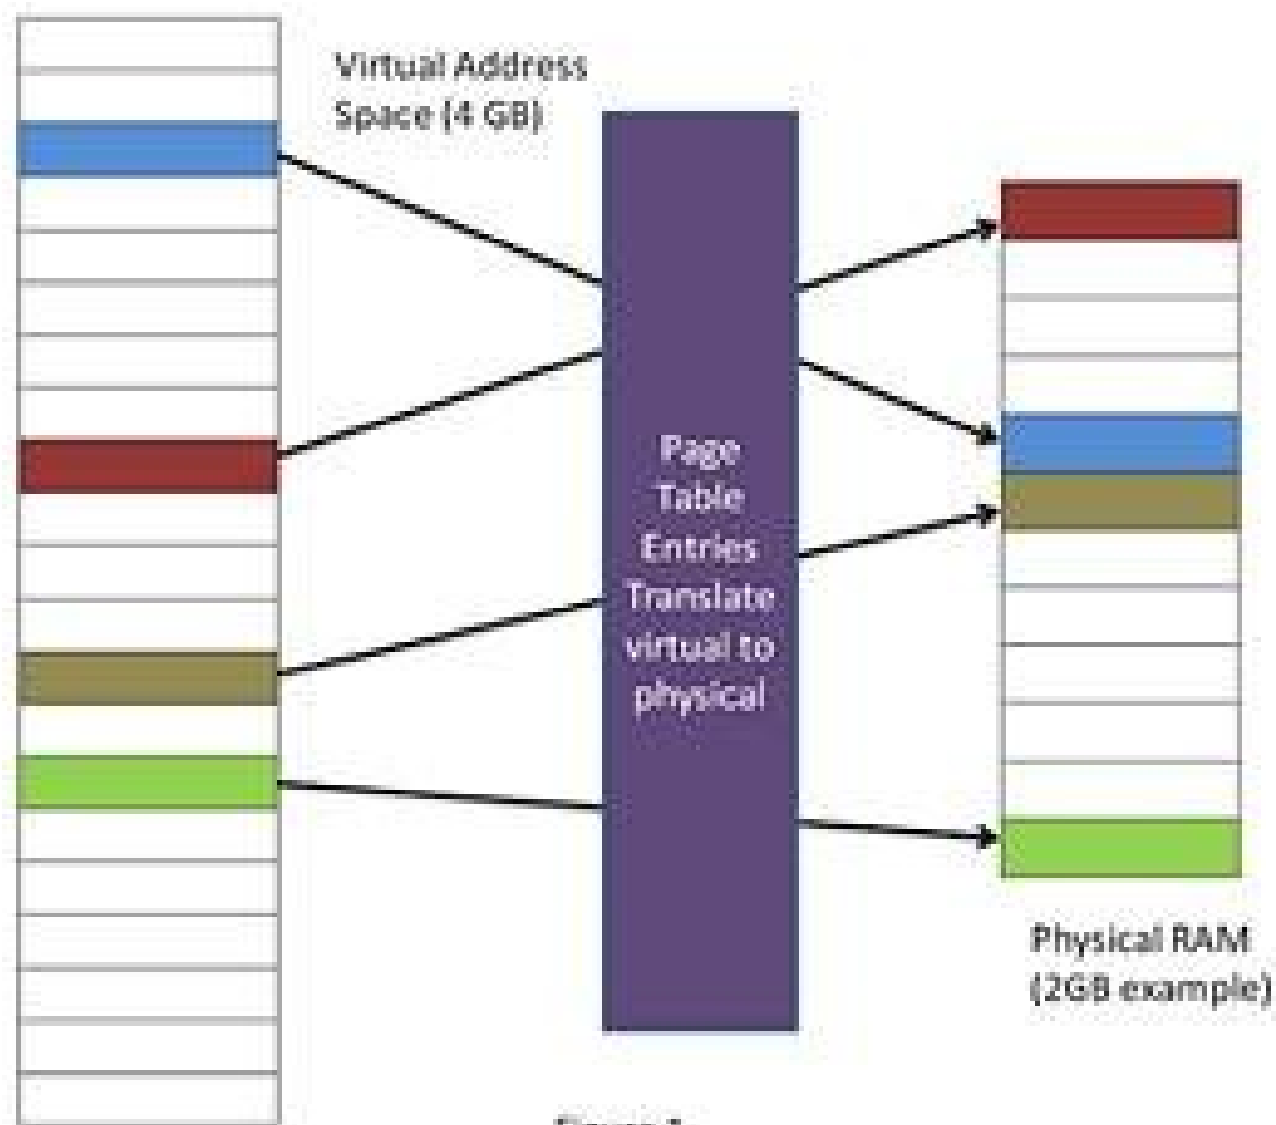 Virtual Address
Space (4 GB)
Page
Table
Entries
Translate
virtual to
physical
Physical RAM
(2GB example)